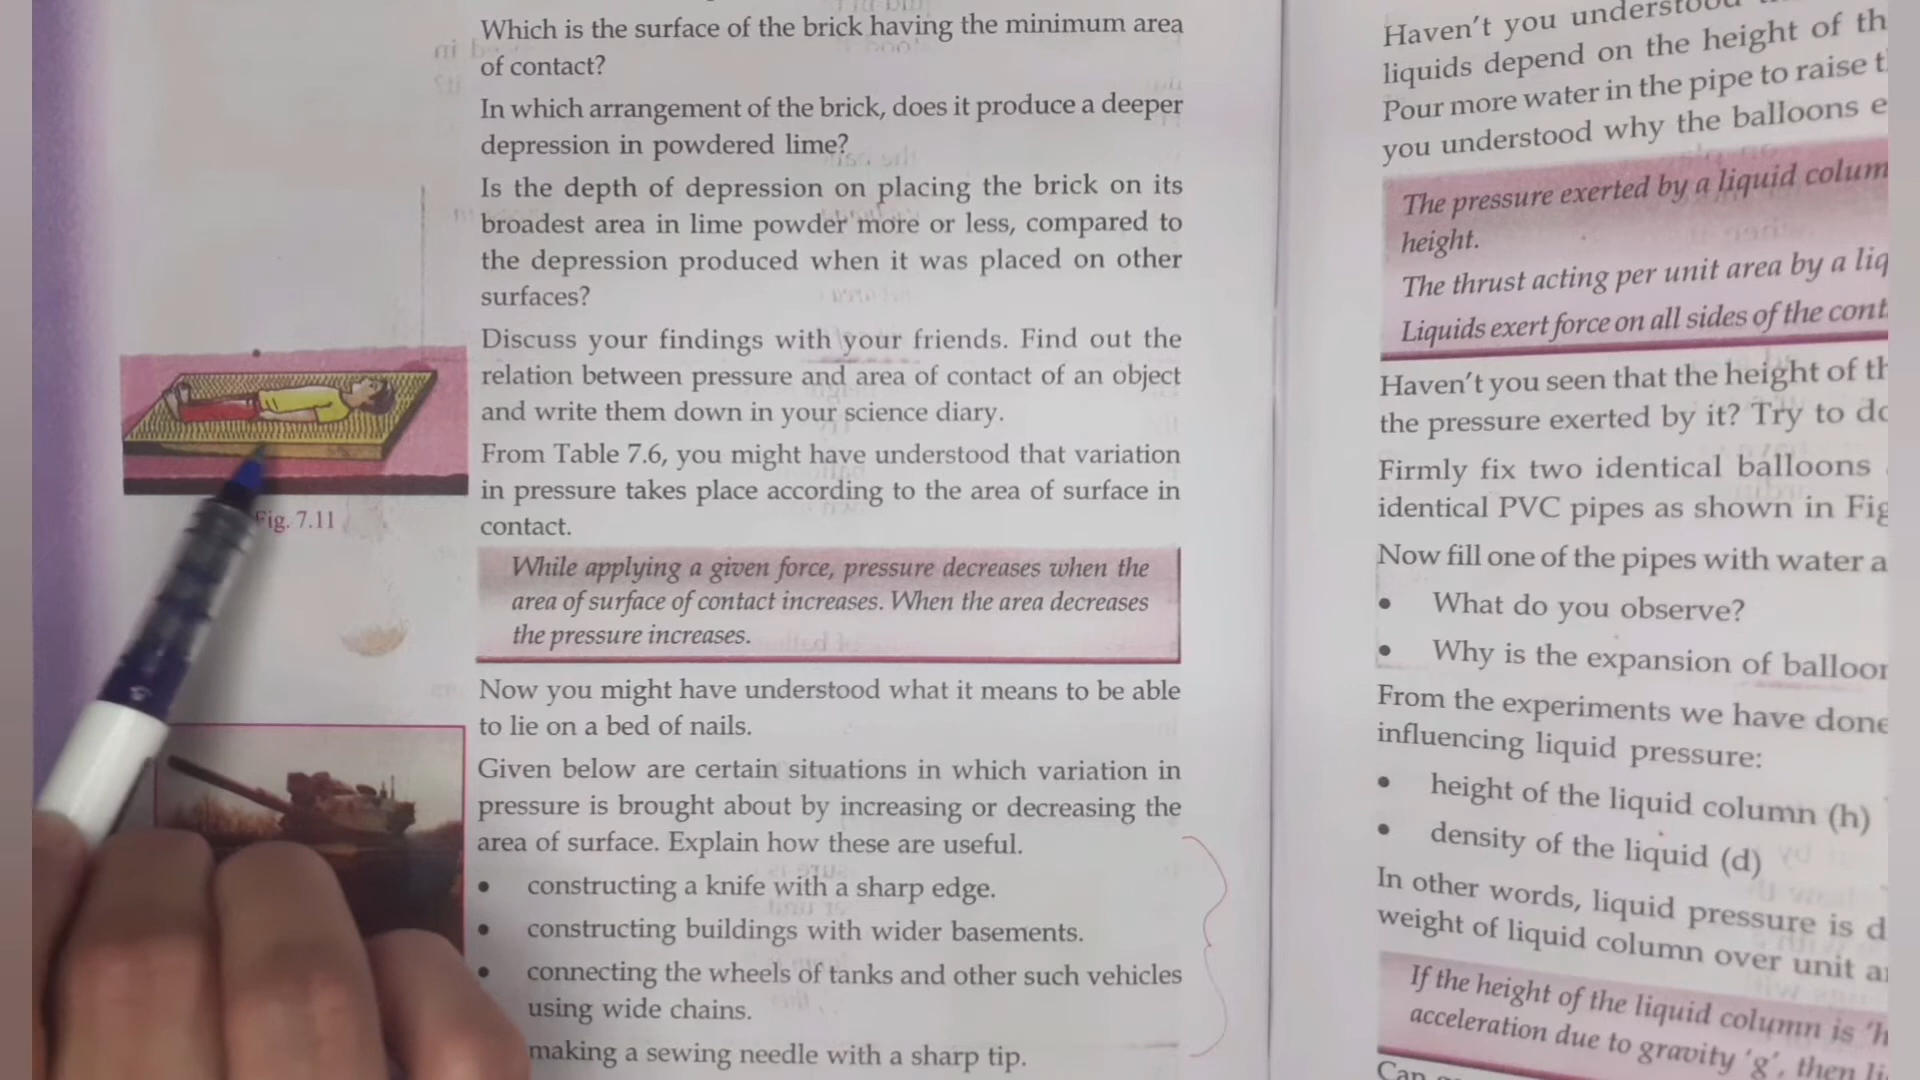 Which is the surface of the brick having the minimum area
of contact?
In which arrangement of the brick, does it produce a deeper
depression in powdered lime?
Is the depth of depression on placing the brick on its
broadest area in lime powder more or less, compared to
the depression produced when it was placed on other
surfaces?
Discuss your findings with your friends. Find out the
relation between pressure and area of contact of an object
and write them down in your science diary.
From Table 7.6, you might have understood that variation
in pressure takes place according to the area of surface in
contact.
While applying a given force, pressure decreases when the
area of surface of contact increases. When the area decreases
the pressure increases.
Now you might have understood what it means to be able
to lie on a bed of nails.
Given below are certain situations in which variation in
pressure is brought about by increasing or decreasing the
area of surface. Explain how these are useful.
• constructing a knife with a sharp edge.
• constructing buildings with wider basements.
• connecting the wheels of tanks and other such vehicles
using wide chains.
making a sewing needle with a sharp tip.
Fig. 7.11
Haven't you understood
liquids depend on the height of
Pour more water in the pipe to raise
you understood why the balloons
The pressure exerted by a liquid
height.
The thrust acting per unit area by a
Liquids exert force on all sides of the
Haven't you seen that the height of
the pressure exerted by it? Try to
Firmly fix two identical balloons
identical PVC pipes as shown in
Now fill one of the pipes with water
• What do you observe?
• Why is the expansion of
From the experiments we have done
influencing liquid pressure:
• height of the liquid column (h)
• density of the liquid (d)
In other words, liquid pressure is
weight of liquid column over unit
If the height of the liquid column is
acceleration due to gravity 'g', then